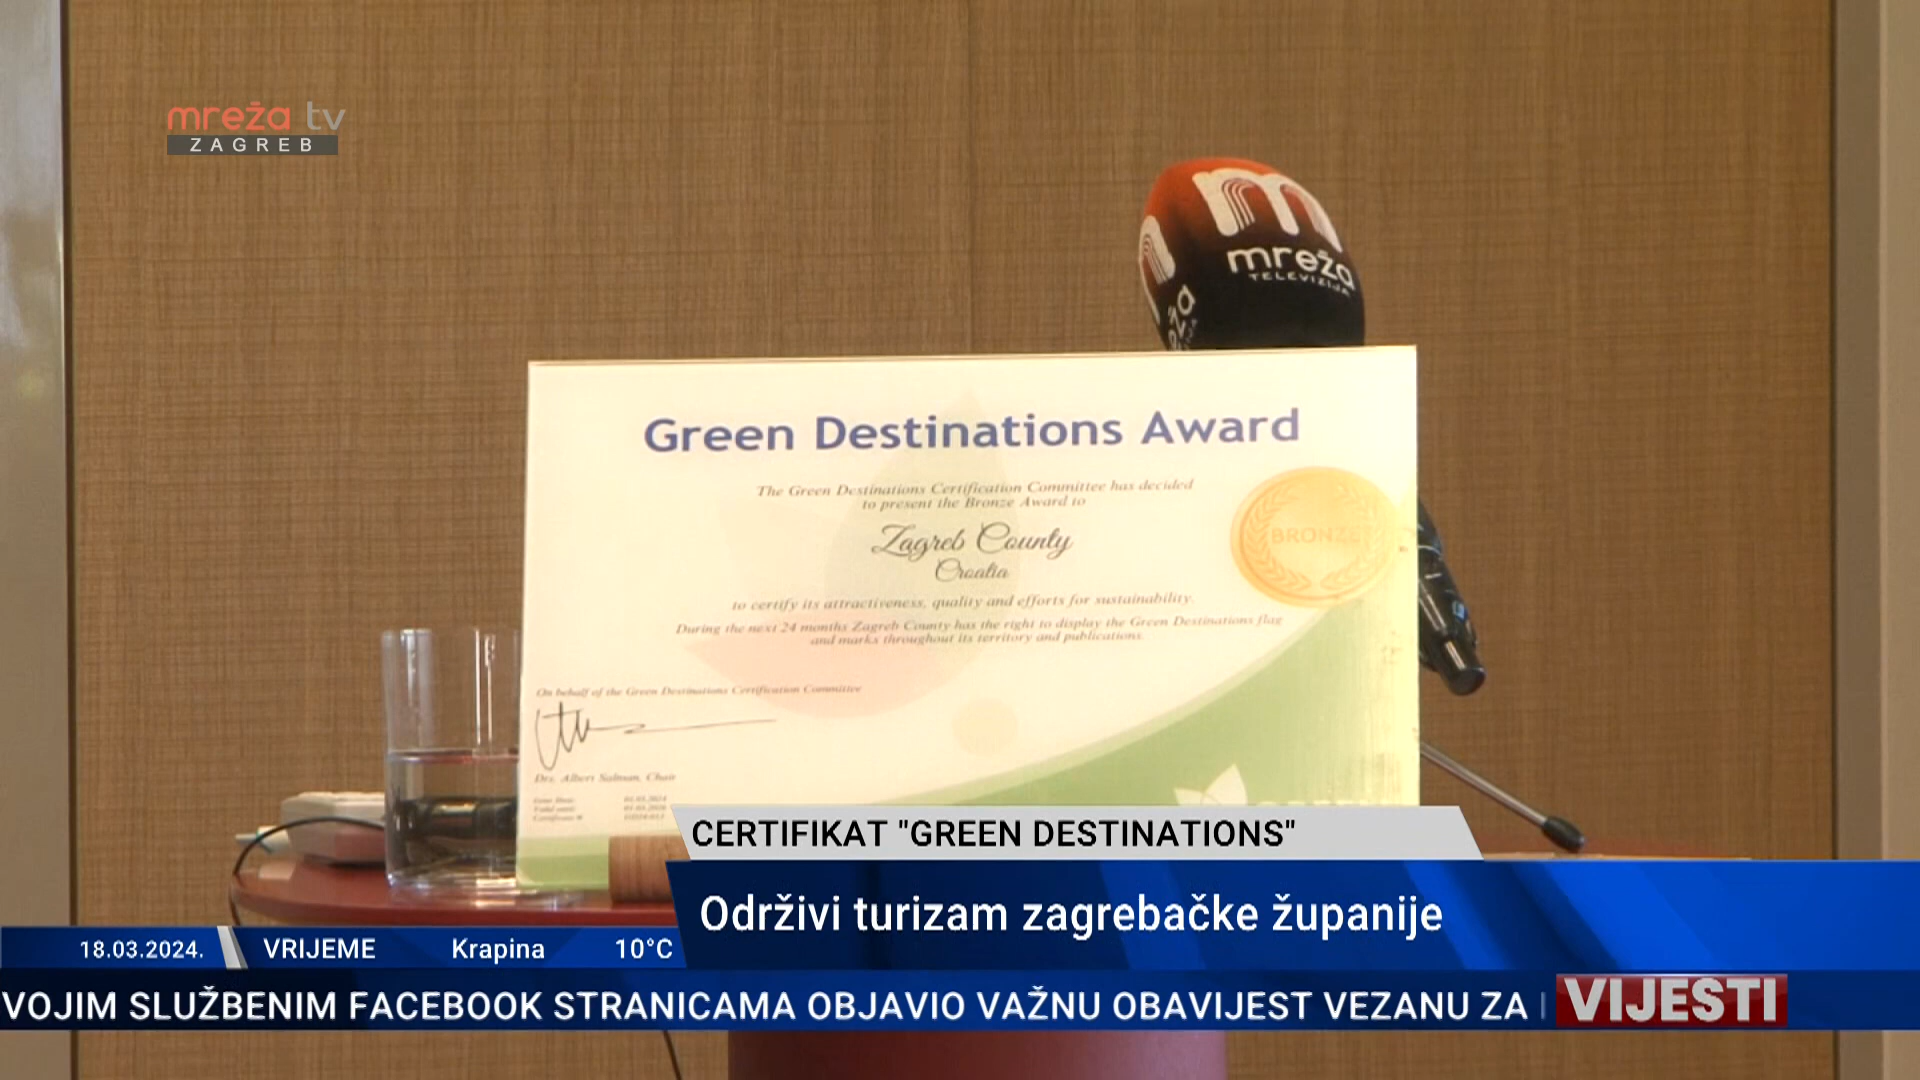 mreža tv
ZAGREB
mreža
TELEVIZIJA
Green Destinations Award
The Green Destinations Certification Committee has decided
to present the Bronze Award to
Zagreb County
Croatia
BRONZE
to certify its attractiveness, quality and efforts for sustainability.
During the next 24 months Zagreb County has the right to display the Green Destinations flag
and marks throughout its territory and publications.
On behalf of the Green Destinations Certification Committee
Drs. Albert Salman, Chair
CERTIFIKAT "GREEN DESTINATIONS"
Održivi turizam zagrebačke županije
18.03.2024. VRIJEME Krapina 10°C
VOJIM SLUŽBENIM FACEBOOK STRANICAMA OBJAVIO VAŽNU OBAVIJEST VEZANU ZA
VIJESTI